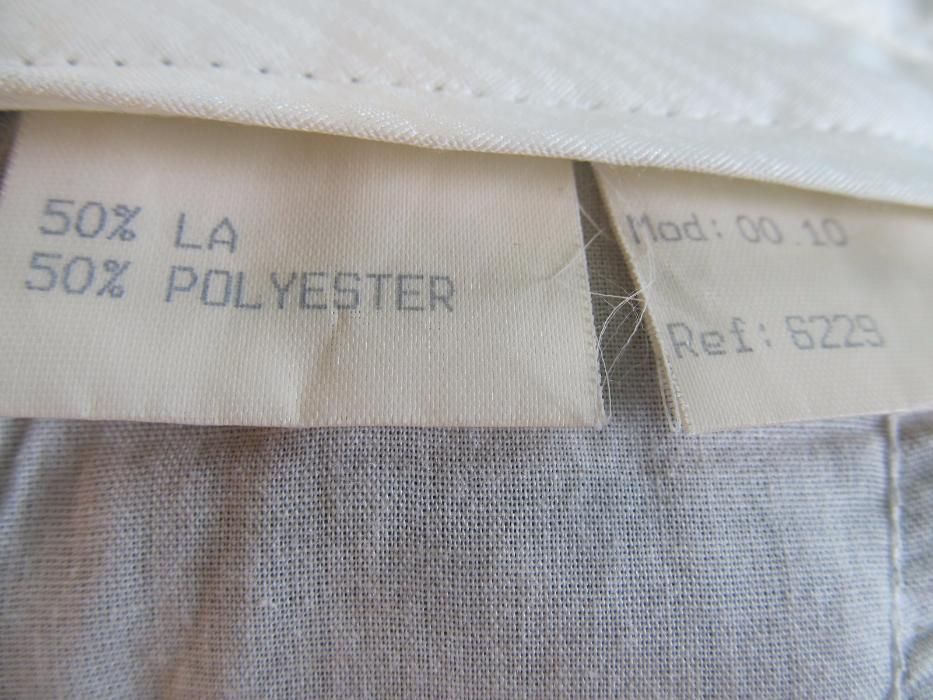 50% LA
50% POLYESTER
Mod: 00.10
Ref: 6229